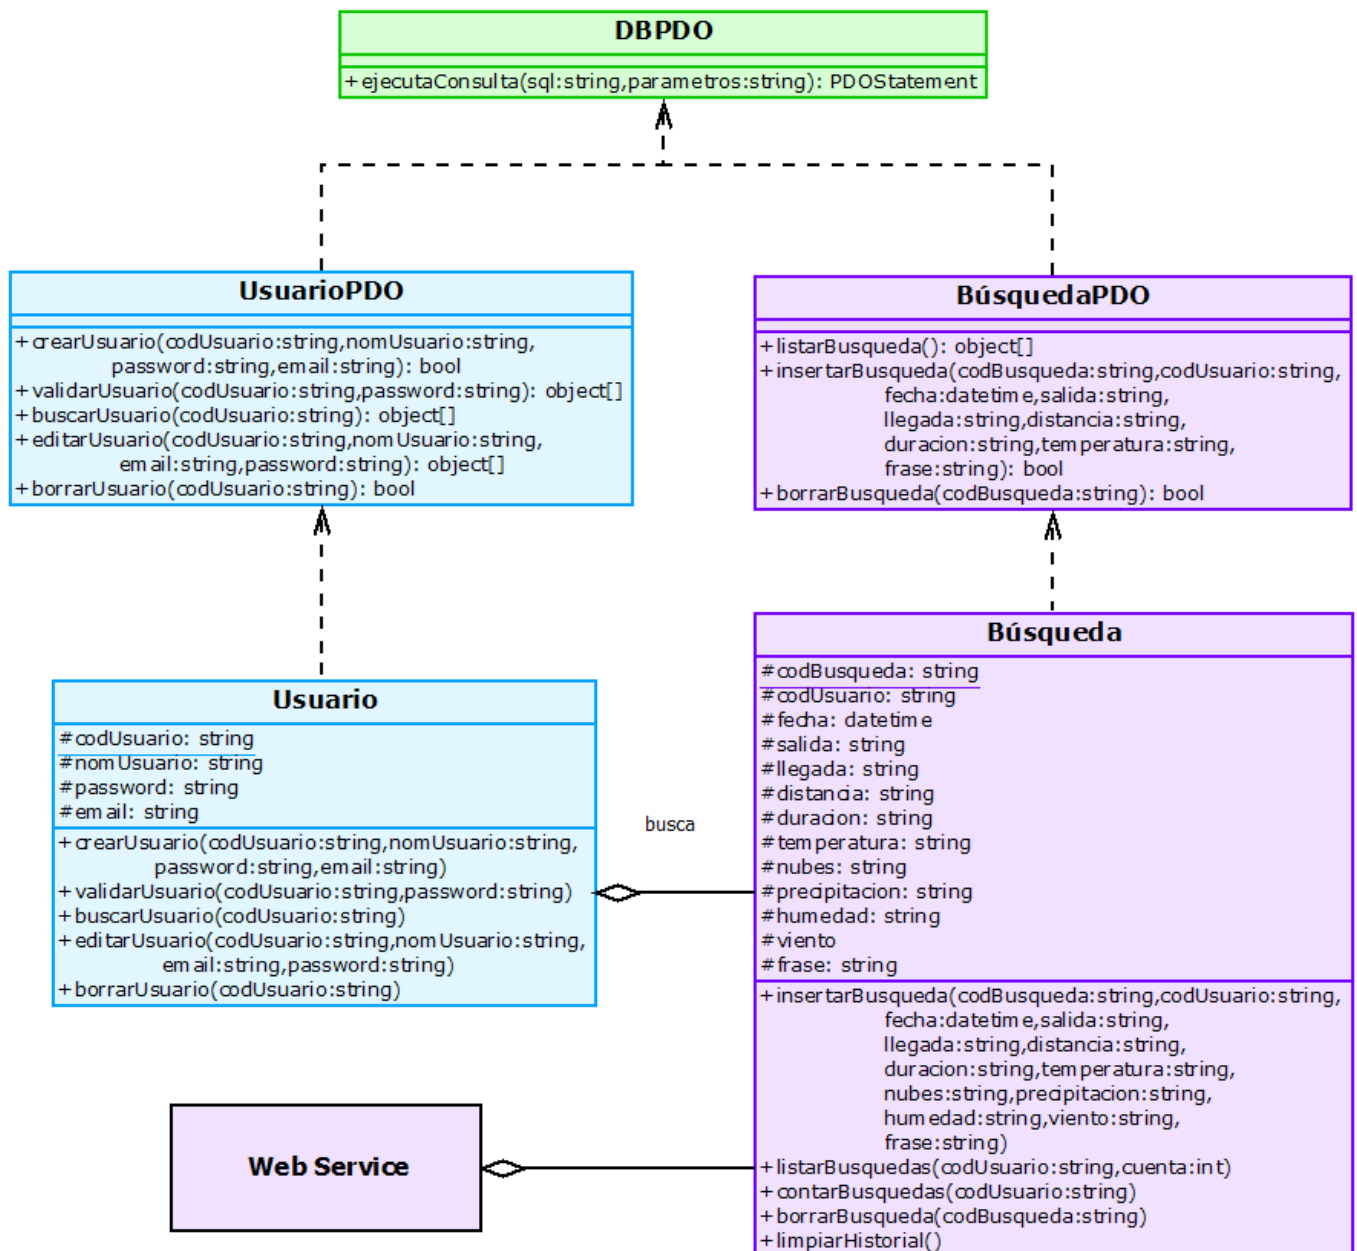 DBPDO
+ejecutaConsulta(sql:string,parametros:string): PDOStatement
UsuarioPDO
+crearUsuario(codUsuario:string,nomUsuario:string,
password:string,email:string): bool
+validarUsuario(codUsuario:string,password:string): object[]
+buscarUsuario(codUsuario:string): object[]
+editarUsuario(codUsuario:string,nomUsuario:string,
email:string,password:string): object[]
+borrarUsuario(codUsuario:string): bool
BúsquedaPDO
+listarBusqueda(): object[]
+insertarBusqueda(codBusqueda:string,codUsuario:string,
fecha:datetime,salida:string,
llegada:string,distancia:string,
duracion:string,temperatura:string,
frase:string): bool
+borrarBusqueda(codBusqueda:string): bool
Usuario
#codUsuario: string
#nomUsuario: string
#password: string
#email: string
+crearUsuario(codUsuario:string,nomUsuario:string,
password:string,email:string)
+validarUsuario(codUsuario:string,password:string)
+buscarUsuario(codUsuario:string)
+editarUsuario(codUsuario:string,nomUsuario:string,
email:string,password:string)
+borrarUsuario(codUsuario:string)
busca
Búsqueda
#codBusqueda: string
#codUsuario: string
#fecha: datetime
#salida: string
#llegada: string
#distancia: string
#duracion: string
#temperatura: string
#nubes: string
#precipitacion: string
#humedad: string
#viento
#frase: string
+insertarBusqueda(codBusqueda:string,codUsuario:string,
fecha:datetime,salida:string,
llegada:string,distancia:string,
duracion:string,temperatura:string,
nubes:string,precipitacion:string,
humedad:string,viento:string,
frase:string)
+listarBusquedas(codUsuario:string,cuenta:int)
+contarBusquedas(codUsuario:string)
+borrarBusqueda(codBusqueda:string)
+limpiarHistorial()
Web Service